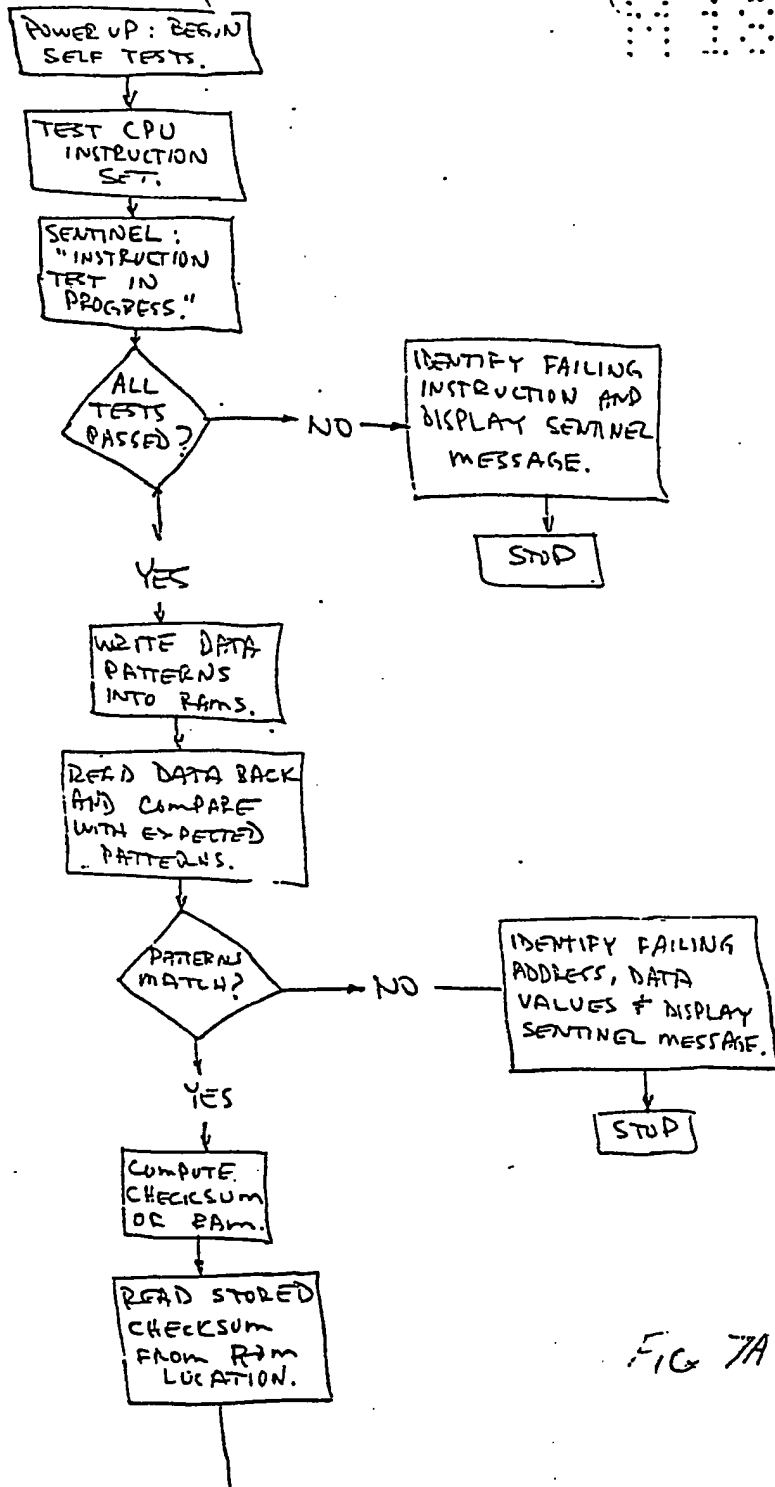 POWER UP: BEGIN
SELF TESTS.
TEST CPU
INSTRUCTION
SET.
SENTINEL:
"INSTRUCTION
TEST IN
PROGRESS."
ALL
TESTS
PASSED?
NO
IDENTIFY FAILING
INSTRUCTION AND
DISPLAY SENTINEL
MESSAGE.
STOP
YES
WRITE DATA
PATTERNS
INTO RAMS.
READ DATA BACK
AND COMPARE
WITH EXPECTED
PATTERNS.
PATTERNS
MATCH?
NO
IDENTIFY FAILING
ADDRESS, DATA
VALUES & DISPLAY
SENTINEL MESSAGE.
STOP
YES
COMPUTE
CHECKSUM
OF RAM.
READ STORED
CHECKSUM
FROM
LOCATION.
FIG 7A